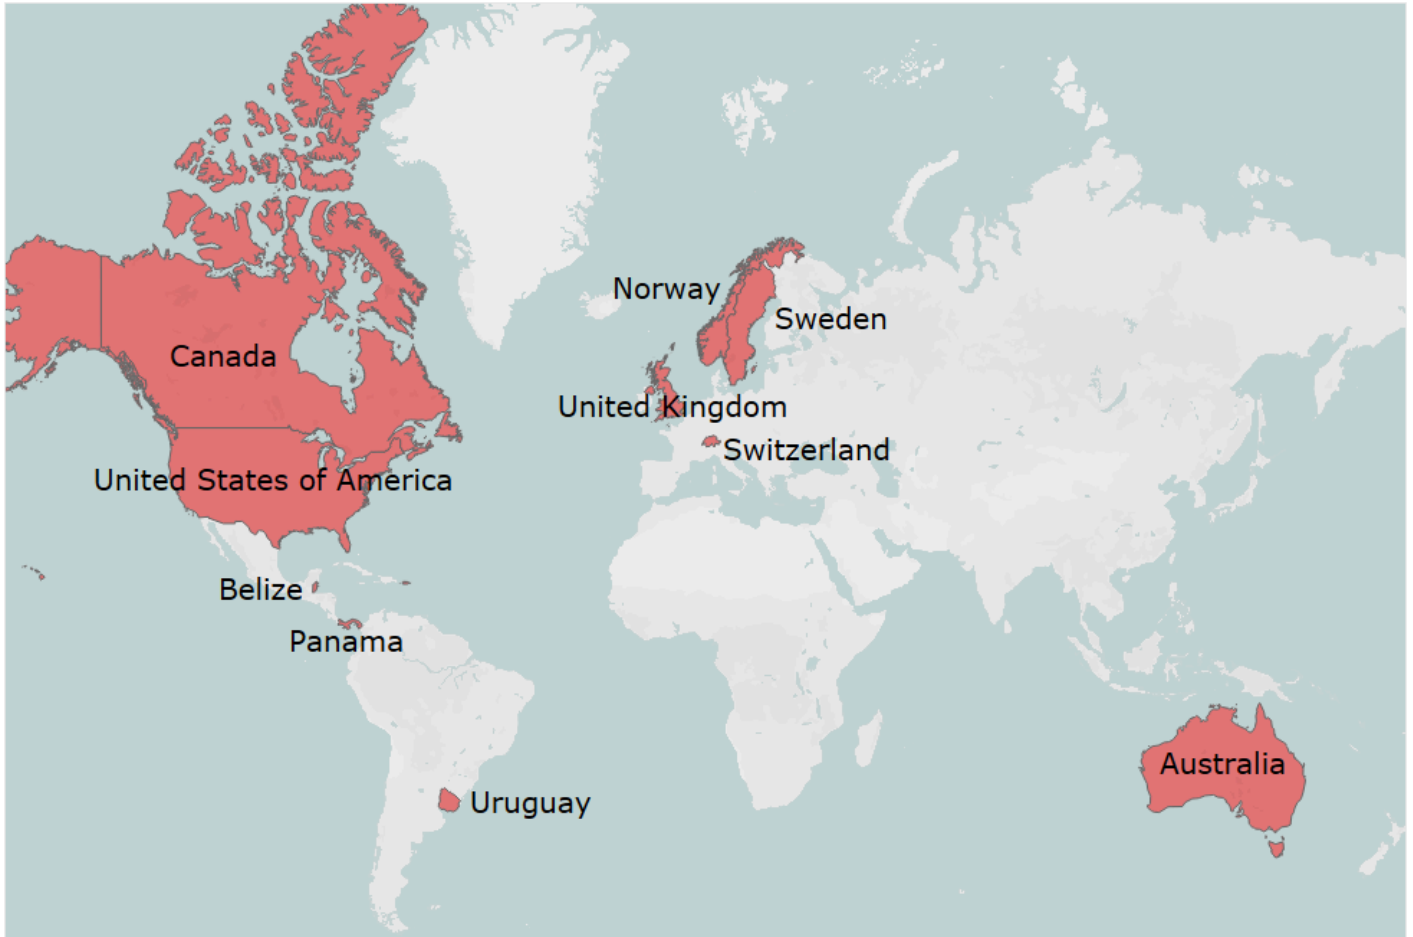 Norway
Sweden
Canada
United Kingdom
Switzerland
United States of America
Belize
Panama
Australia
Uruguay